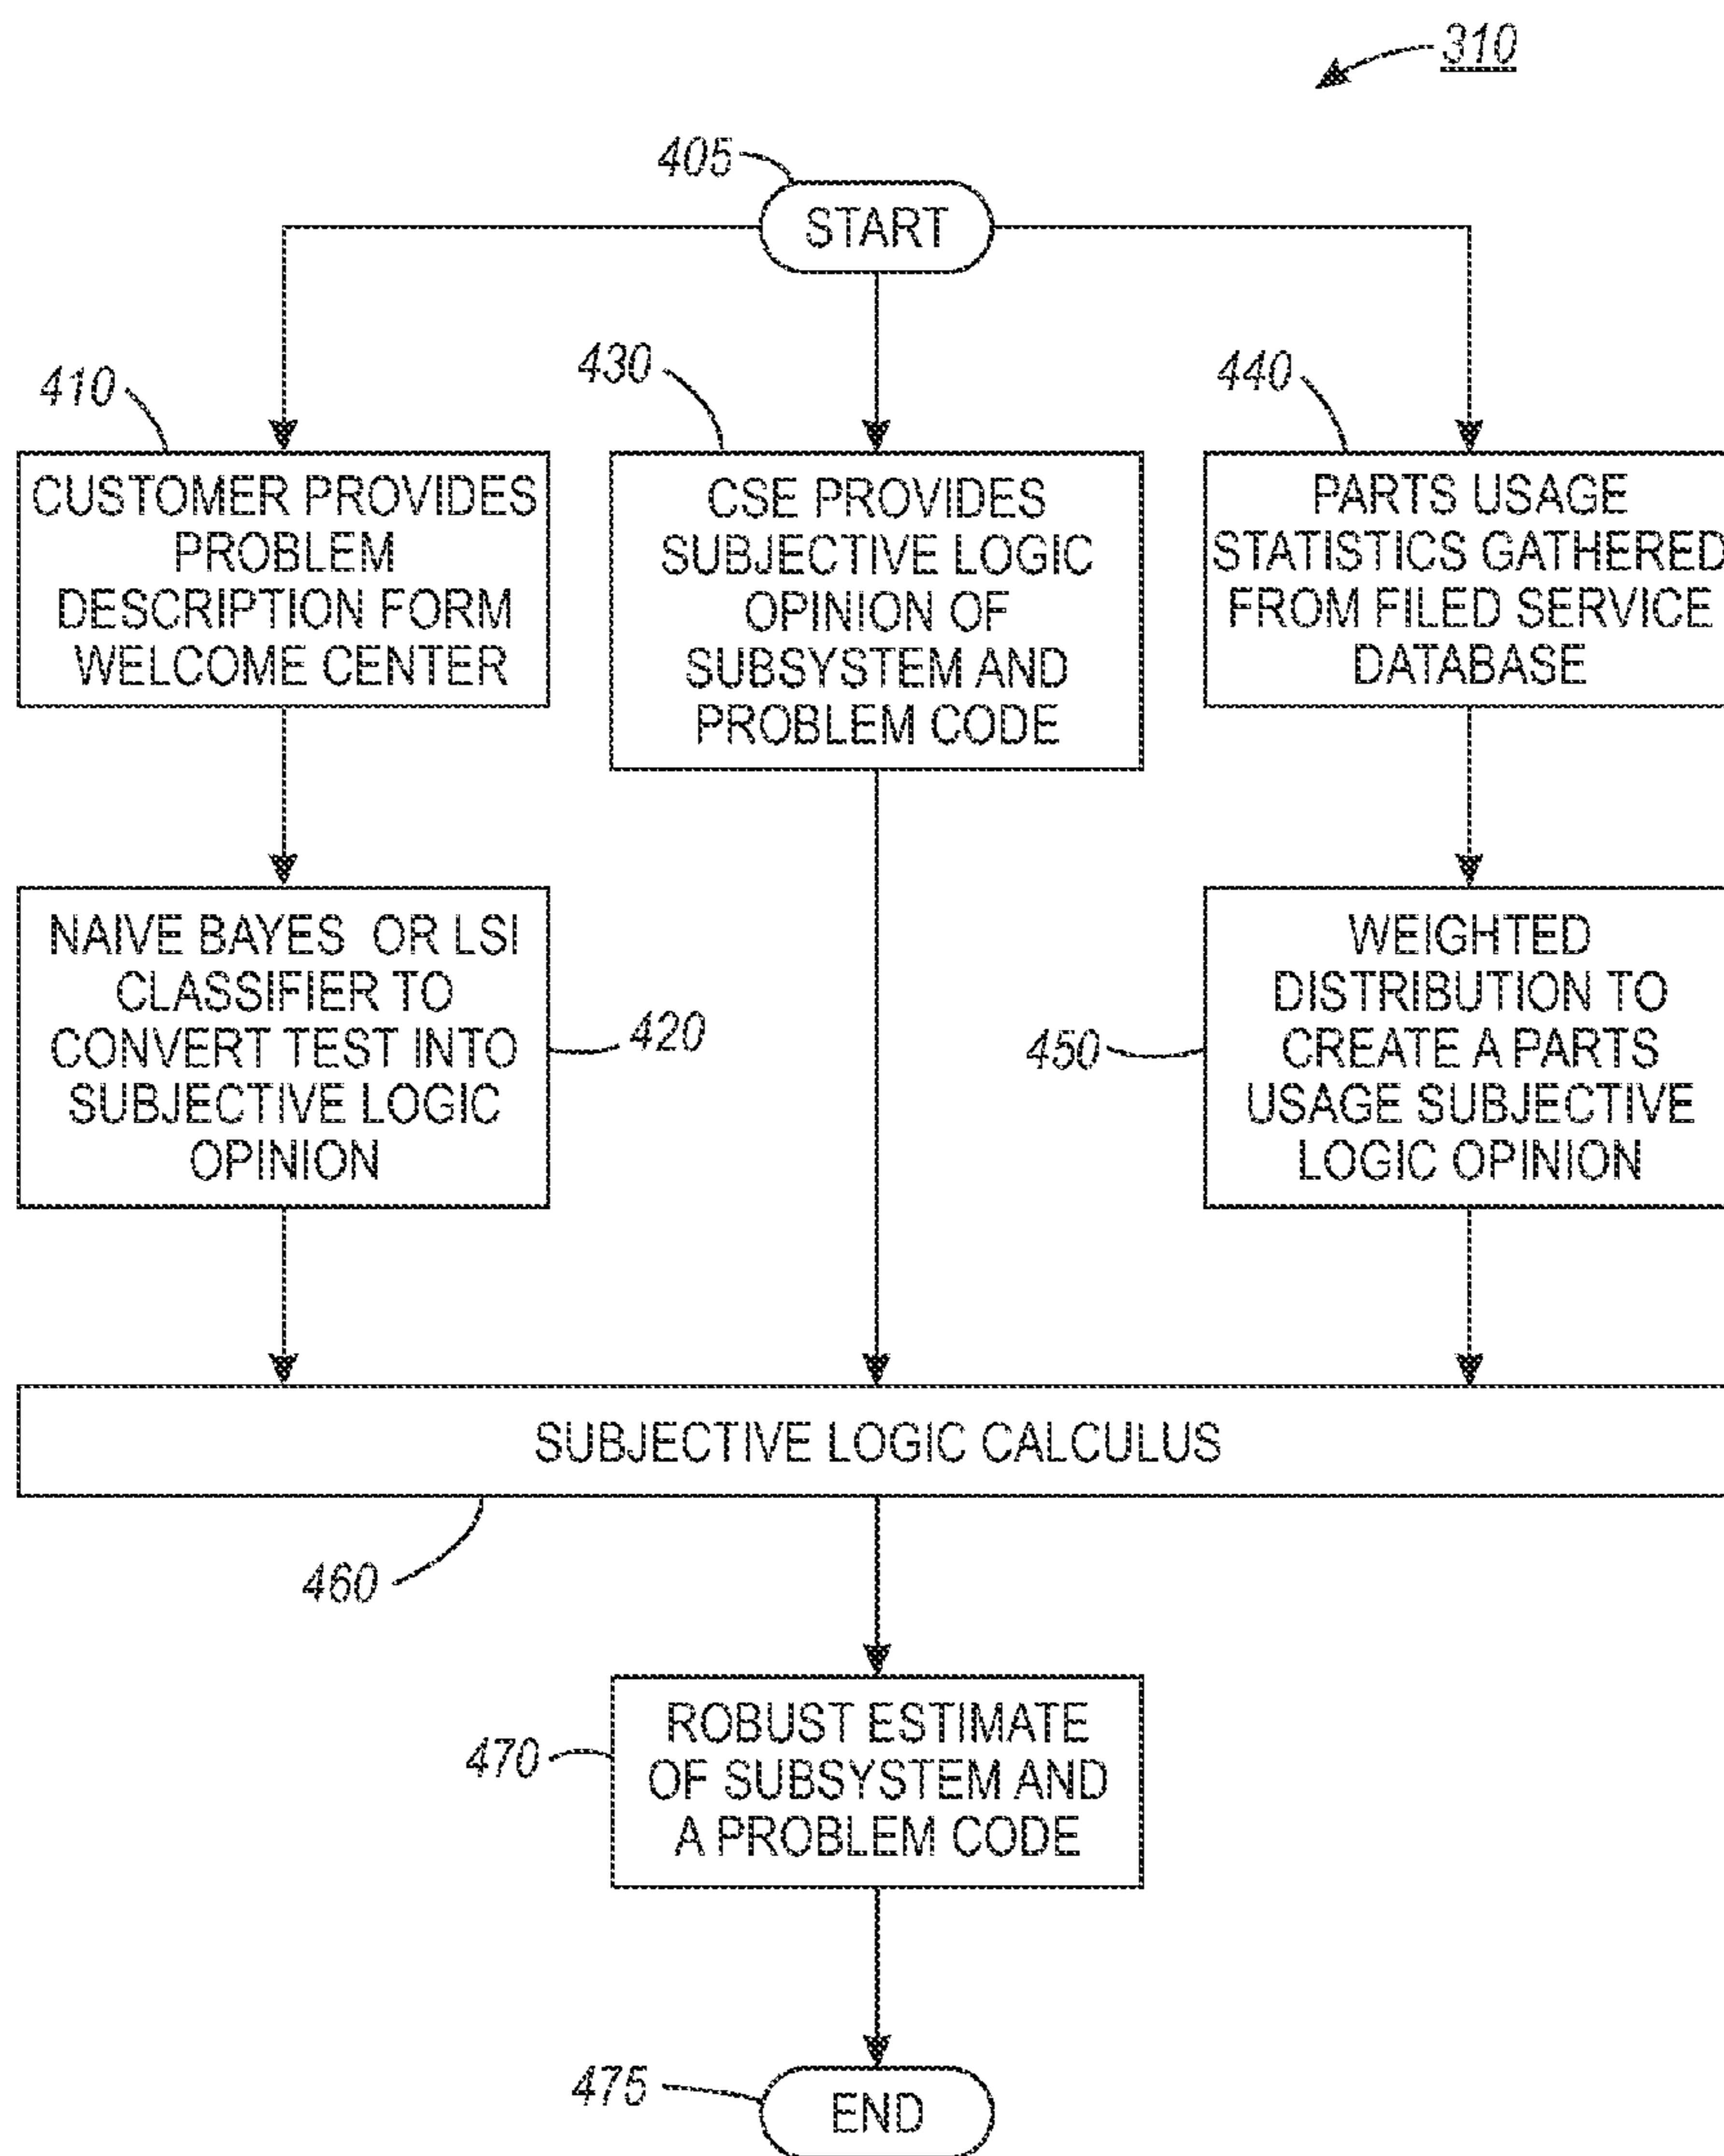 310
405
START
410
430
440
CUSTOMER PROVIDES
PROBLEM
DESCRIPTION FORM
WELCOME CENTER
CSE PROVIDES
SUBJECTIVE LOGIC
OPINION OF
SUBSYSTEM AND
PROBLEM CODE
PARTS USAGE
STATISTICS GATHERED
FROM FILED SERVICE
DATABASE
NAIVE BAYES OR LSI
CLASSIFIER TO
CONVERT TEST INTO
SUBJECTIVE LOGIC
OPINION
420
450
WEIGHTED
DISTRIBUTION TO
CREATE A PARTS
USAGE SUBJECTIVE
LOGIC OPINION
SUBJECTIVE LOGIC CALCULUS
460
470
ROBUST ESTIMATE
OF SUBSYSTEM AND
A PROBLEM CODE
475
END